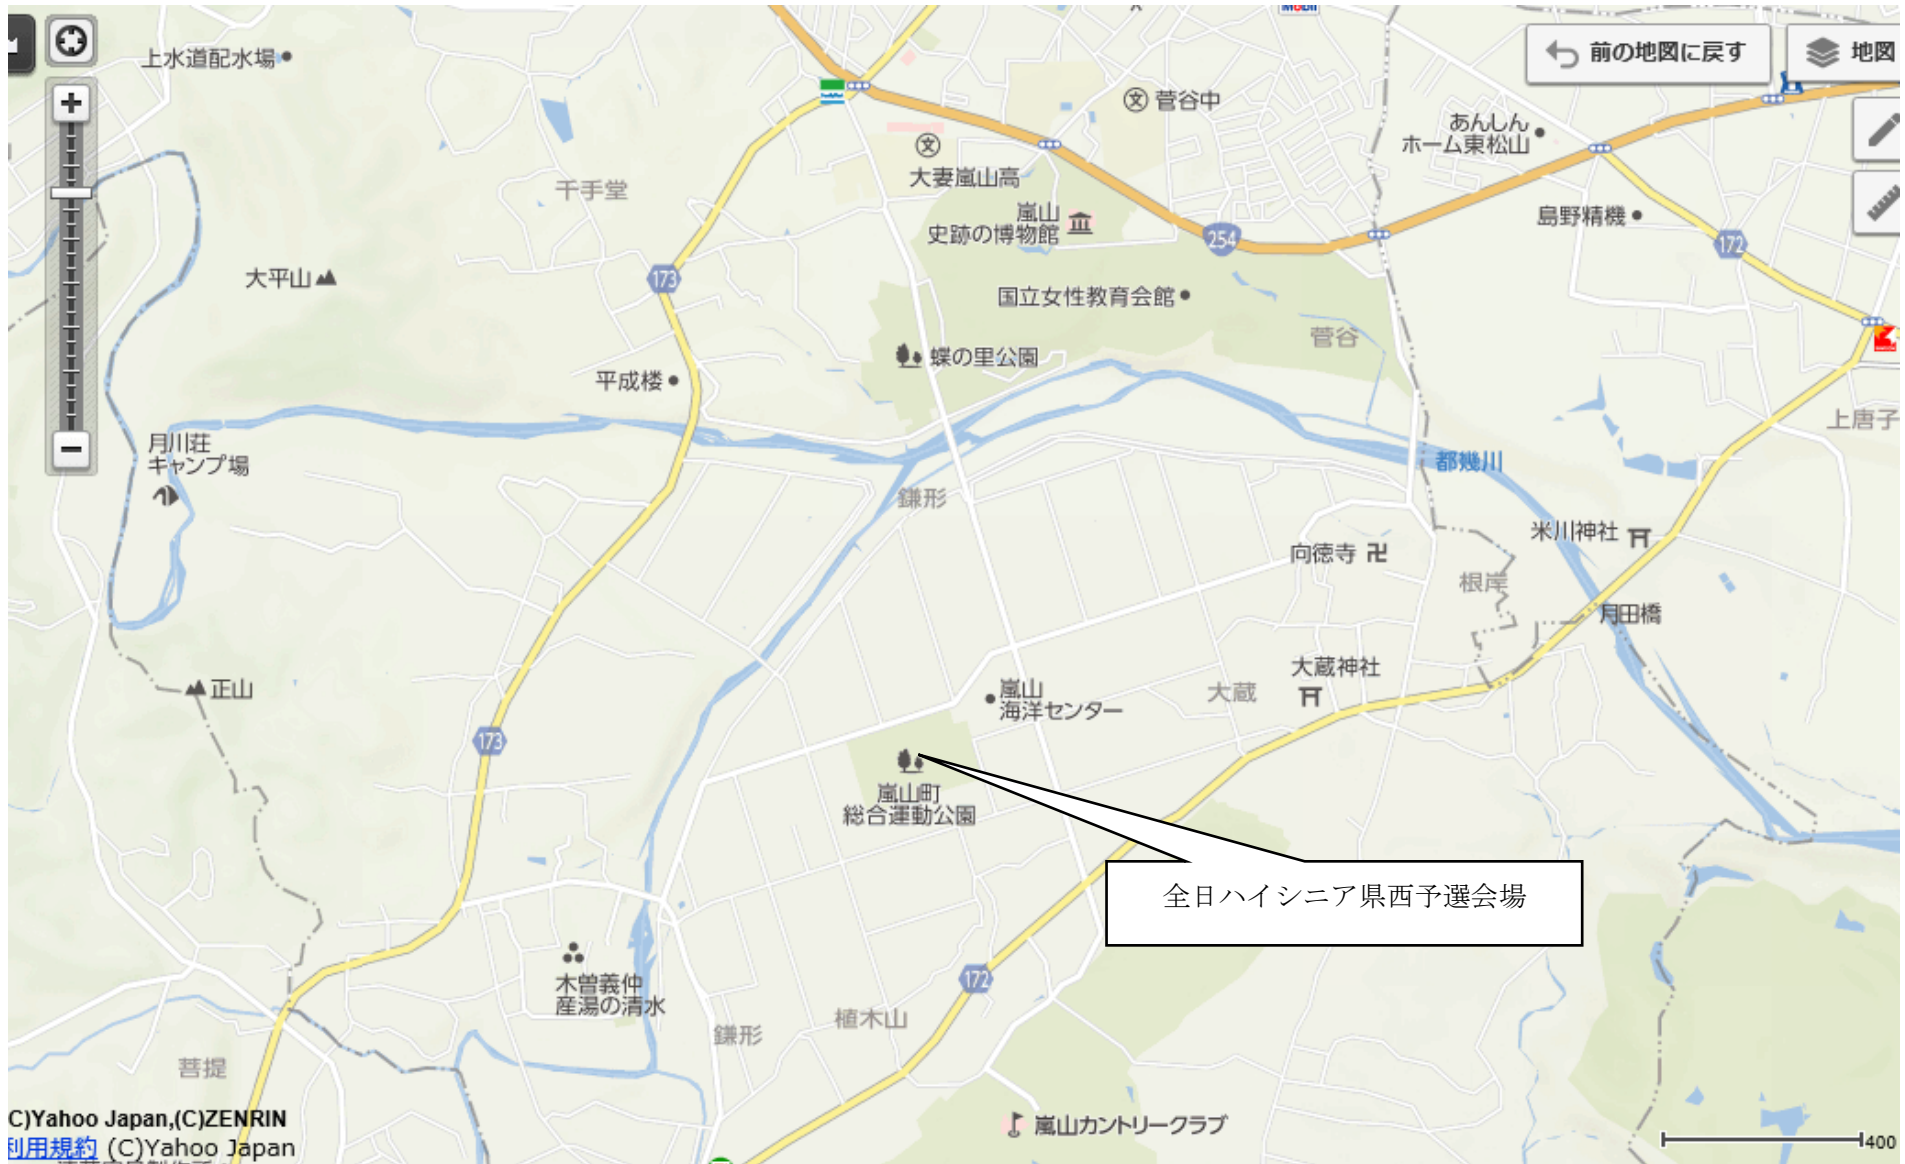 Mobil
上水道配水場
前の地図に戻す
地図
菅谷中
あんしん
ホーム東松山
大妻嵐山高
千手堂
嵐山
史跡の博物館
島野精機
254
172
173
大平山
国立女性教育会館
菅谷
蝶の里公園
平成楼
上唐子
月川荘
キャンプ場
都幾川
鎌形
米川神社
向徳寺
根岸
月田橋
大蔵神社
正山
嵐山
海洋センター
大蔵
173
嵐山町
総合運動公園
全日ハイシニア県西予選会場
木曽義仲
産湯の清水
172
植木山
鎌形
菩提
C)Yahoo Japan,(C)ZENRIN
利用規約 (C)Yahoo Japan
嵐山カントリークラブ
400